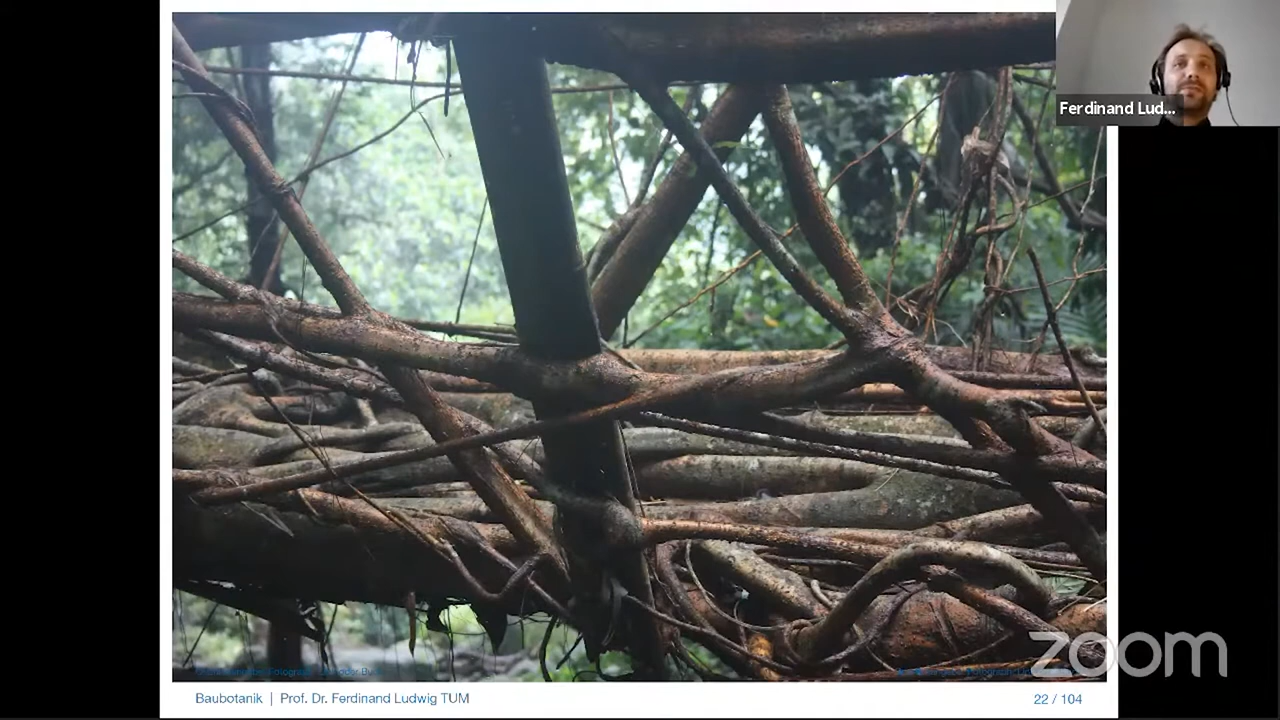 Ferdinand Lud...
zoom
Baubotanik | Prof. Dr. Ferdinand Ludwig TUM
22 / 104